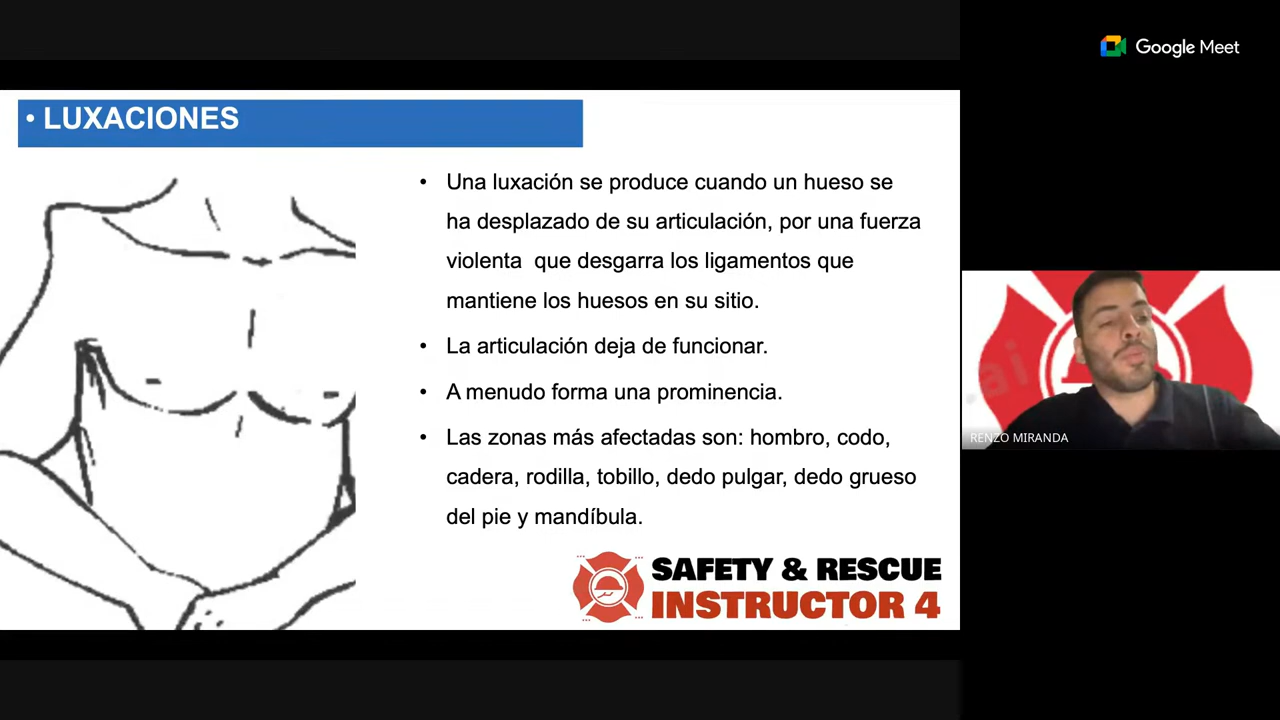 Google Meet
• LUXACIONES
• Una luxación se produce cuando un hueso se
ha desplazado de su articulación, por una fuerza
violenta que desgarra los ligamentos que
mantiene los huesos en su sitio.
• La articulación deja de funcionar.
• A menudo forma una prominencia.
• Las zonas más afectadas son: hombro, codo,
cadera, rodilla, tobillo, dedo pulgar, dedo grueso
del pie y mandíbula.
SAFETY & RESCUE
INSTRUCTOR 4
RENZO MIRANDA